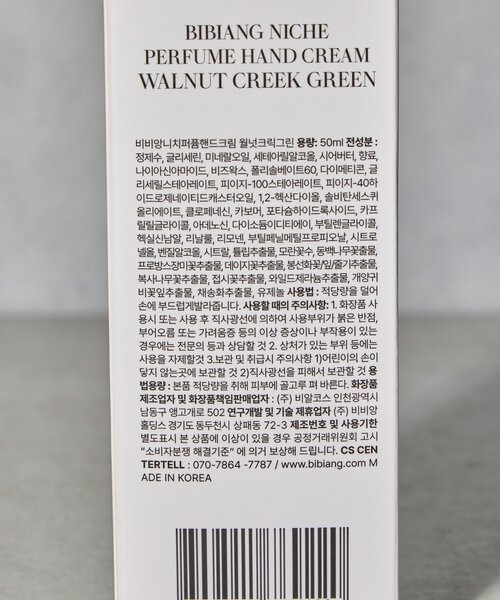 BIBIANG NICHE
PERFUME HAND CREAM
WALNUT CREEK GREEN
비비앙니치퍼퓸핸드크림 월넛크릭그린 용량: 50ml 전성분 :
정제수, 글리세린, 미네랄오일, 세테아릴알코올, 시어버터, 향료,
나이아신아마이드, 비즈왁스, 폴리솔베이트60, 다이메티콘, 글
리세릴스테아레이트, 피이지-100스테아레이트, 피이지-40하
이드로제네이티드캐스터오일, 1,2-헥산다이올, 솔비탄세스퀴
올리에이트, 클로페네신, 카보머, 포타슘하이드록사이드, 카프
릴릴글라이콜, 아데노신, 다이소듐이디티에이, 부틸렌글라이콜,
헥실신남알, 리날룰, 리모넨, 부틸페닐메틸프로피오날, 시트로
넬올, 벤질알코올, 시트랄, 튤립추출물, 모란꽃수, 동백나무꽃추출물,
프로방스장미꽃추출물, 데이지꽃추출물, 봉선화꽃/잎/줄기추출물,
복사나무꽃추출물, 접시꽃추출물, 와일드제라늄추출물, 개양귀
비꽃잎추출물, 채송화추출물, 유제놀 사용법 : 적당량을 덜어
손에 부드럽게발라줍니다. 사용할 때의 주의사항: 1. 화장품 사
용시 또는 사용 후 직사광선에 의하여 사용부위가 붉은 반점,
부어오름 또는 가려움증 등의 이상 증상이나 부작용이 있는
경우에는 전문의 등과 상담할 것 2. 상처가 있는 부위 등에는
사용을 자제할것 3.보관 및 취급시 주의사항 1)어린이의 손이
닿지 않는곳에 보관할 것 2)직사광선을 피해서 보관할 것 용
법용량: 본품 적당량을 취해 피부에 골고루 펴 바른다. 화장품
제조업자 및 화장품책임판매업자 : (주) 비알코스 인천광역시
남동구 앵고개로 502 연구개발 및 기술 제휴업자 (주) 비비앙
홀딩스 경기도 동두천시 상패동 72-3 제조번호 및 사용기한
별도표시 본 상품에 이상이 있을 경우 공정거래위원회 고시
“소비자분쟁 해결기준” 에 의거 보상해 드립니다. CS CEN
TERTELL : 070-7864 -7787 / www.bibiang.com M
ADE IN KOREA